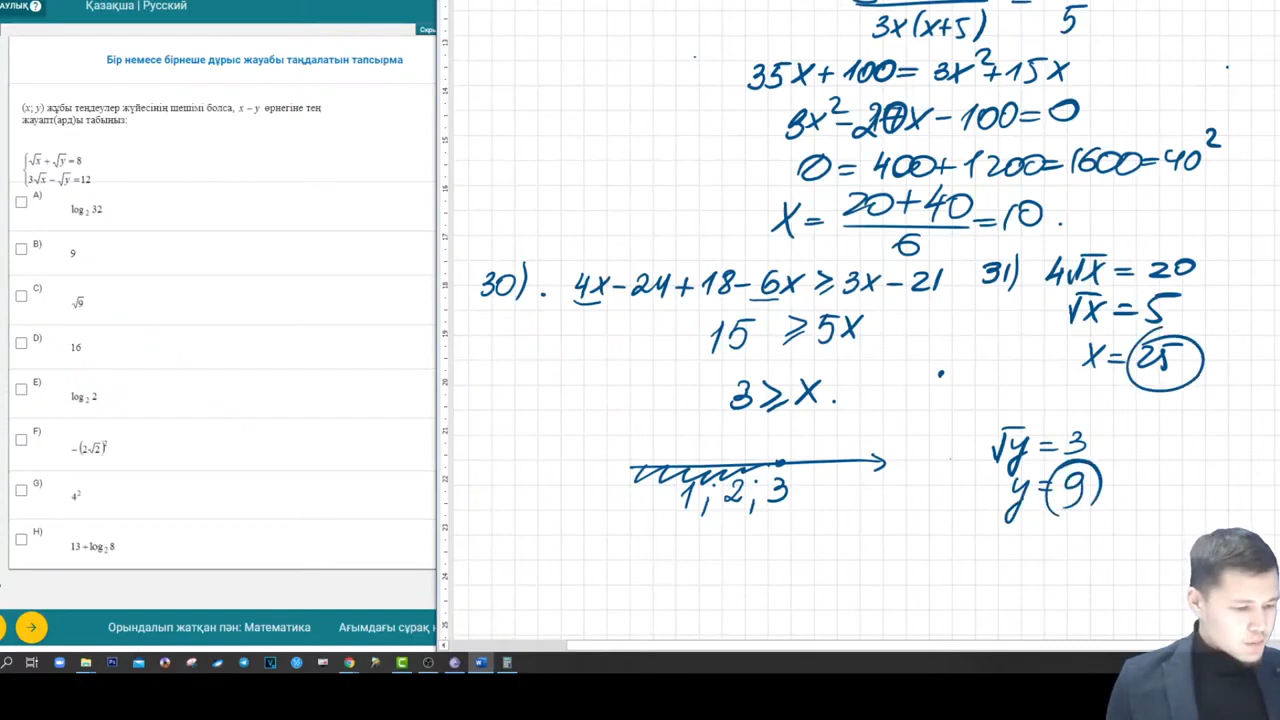 Қазақша | Русский
Бір немесе бірнеше дұрыс жауабы таңдалатын тапсырма
(x; y) жұбы теңдеулер жүйесінің шешімі болса, x – y өрнегіне тең
жауапт(ард)ы табыңыз:
√x + √y = 8
3√x – √y = 12
A)
log₂ 32
B)
9
C)
√9
D)
16
E)
log₂ 2
F)
–(2√2)²
G)
4²
H)
13 + log₂ 8
Орындалып жатқан пән: Математика
Ағымдағы сұрақ
3x(x+5)
5
35x + 100 = 3x² + 15x
3x² – 20x – 100 = 0
D = 400 + 1200 = 1600 = 40²
x = (20 + 40)/6 = 10.
30). 4x – 24 + 18 – 6x ≥ 3x – 21
15 ≥ 5x
3 ≥ x.
1; 2; 3
31) 4√x = 20
√x = 5
x = 25
√y = 3
y = 9